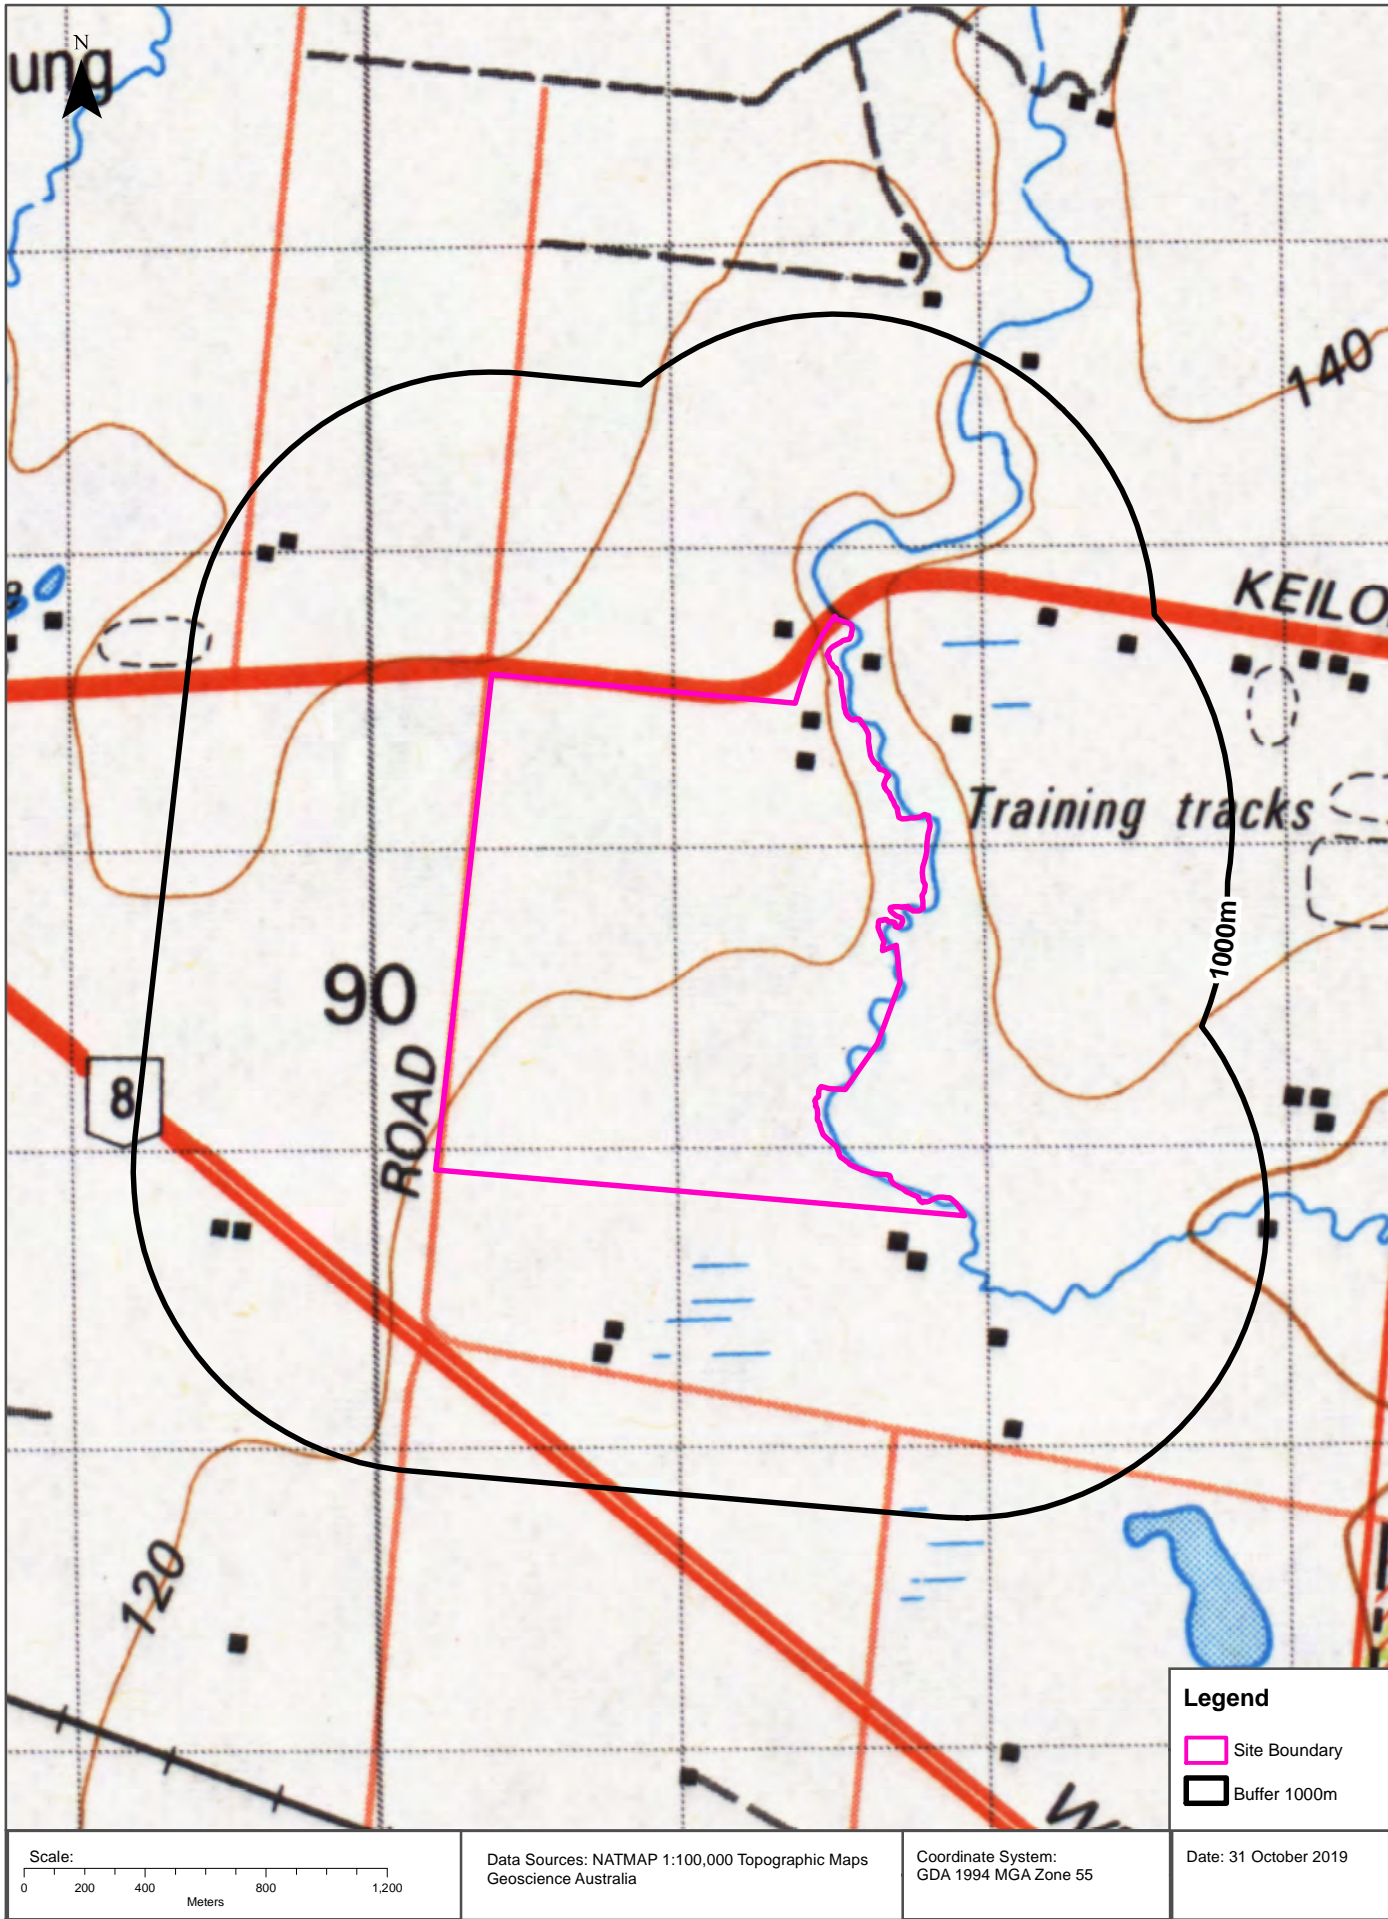 N
ung
140
KEILO
Training tracks
1000m
90
ROAD
8
120
Legend
Site Boundary
Buffer 1000m
Scale:
0 200 400 800 1,200
Meters
Data Sources: NATMAP 1:100,000 Topographic Maps
Geoscience Australia
Coordinate System:
GDA 1994 MGA Zone 55
Date: 31 October 2019